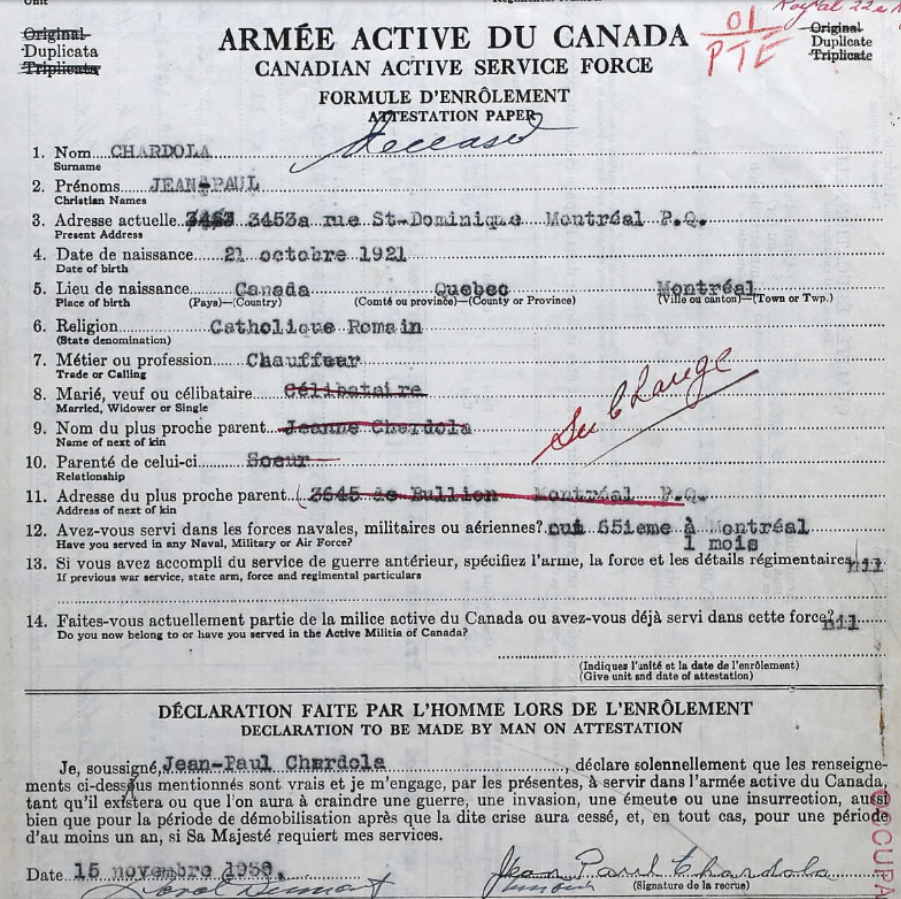 Unit
Royal 22e
Original
Duplicata
Triplicata
ARMÉE ACTIVE DU CANADA
CANADIAN ACTIVE SERVICE FORCE
01
PTE
Original
Duplicate
Triplicate
FORMULE D'ENRÔLEMENT
ATTESTATION PAPER
deceased
1. Nom CHARDOLA
Surname
2. Prénoms JEAN-PAUL
Christian Names
3. Adresse actuelle 3453a rue St-Dominique Montréal P.Q.
Present Address
4. Date de naissance 21 octobre 1921
Date of birth
5. Lieu de naissance Canada Quebec Montréal
Place of birth (Pays)—(Country) (Comté ou province)—(County or Province) (Ville ou canton)—(Town or Twp.)
6. Religion Catholique Romain
(State denomination)
7. Métier ou profession Chauffeur
Trade or Calling
8. Marié, veuf ou célibataire Célibataire
Married, Widower or Single
9. Nom du plus proche parent Jeanne Chardola
Name of next of kin
10. Parenté de celui-ci Soeur
Relationship
11. Adresse du plus proche parent (3645 de Bullion Montréal P.Q.
Address of next of kin
12. Avez-vous servi dans les forces navales, militaires ou aériennes? oui 65ieme à Montréal
Have you served in any Naval, Military or Air Force? 1 mois
13. Si vous avez accompli du service de guerre antérieur, spécifiez l'arme, la force et les détails régimentaires nil
If previous war service, state arm, force and regimental particulars
14. Faites-vous actuellement partie de la milice active du Canada ou avez-vous déjà servi dans cette force? nil
Do you now belong to or have you served in the Active Militia of Canada?
(Indiquez l'unité et la date de l'enrôlement)
(Give unit and date of attestation)
DÉCLARATION FAITE PAR L'HOMME LORS DE L'ENRÔLEMENT
DECLARATION TO BE MADE BY MAN ON ATTESTATION
Je, soussigné, Jean-Paul Chardola, déclare solennellement que les renseigne-
ments ci-dessus mentionnés sont vrais et je m'engage, par les présentes, à servir dans l'armée active du Canada,
tant qu'il existera ou que l'on aura à craindre une guerre, une invasion, une émeute ou une insurrection, aussi
bien que pour la période de démobilisation après que la dite crise aura cessé, et, en tout cas, pour une période
d'au moins un an, si Sa Majesté requiert mes services.
Date 15 novembre 1939. Jean Paul Chardola
(Signature de la recrue)